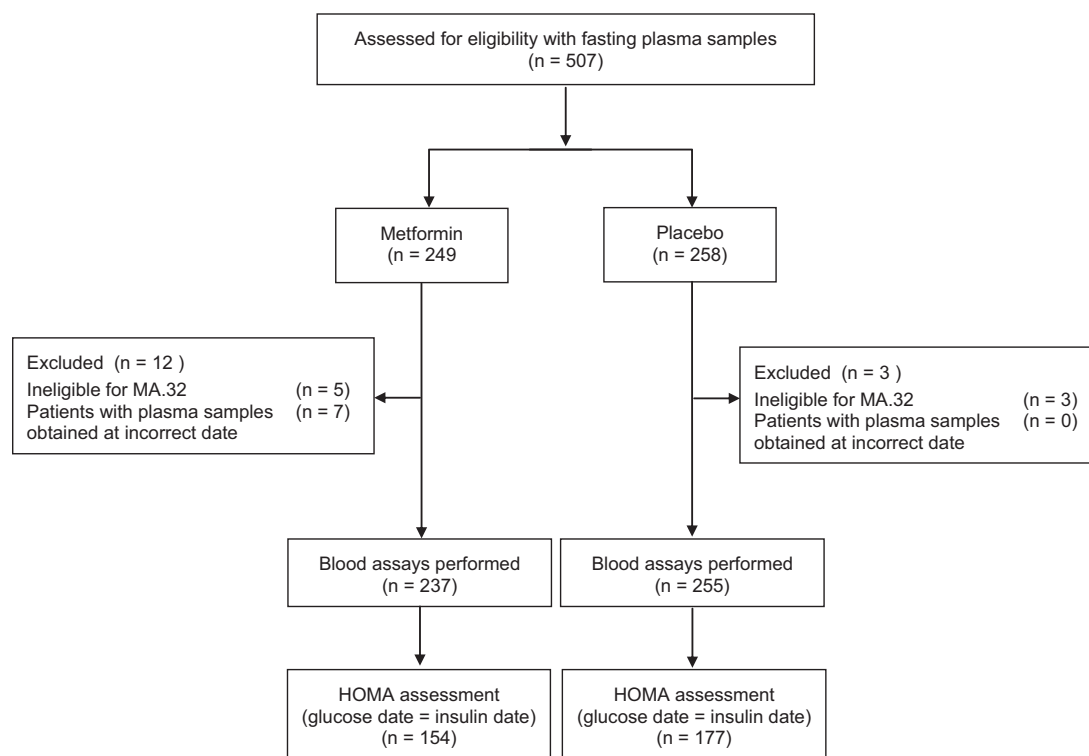 Assessed for eligibility with fasting plasma samples
(n = 507)
Metformin
(n = 249
Placebo
(n = 258)
Excluded (n = 12 )
Ineligible for MA.32 (n = 5)
Patients with plasma samples (n = 7)
obtained at incorrect date
Excluded (n = 3 )
Ineligible for MA.32 (n = 3)
Patients with plasma samples (n = 0)
obtained at incorrect date
Blood assays performed
(n = 237)
Blood assays performed
(n = 255)
HOMA assessment
(glucose date = insulin date)
n = 154)
HOMA assessment
(glucose date = insulin date)
n = 177)